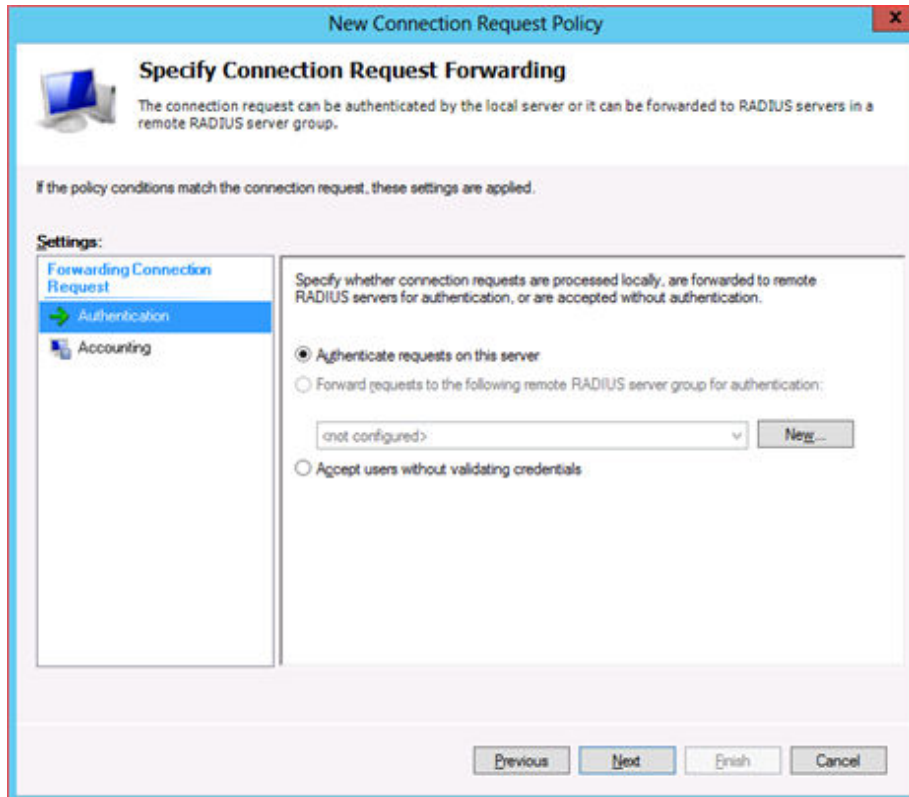 New Connection Request Policy
x
Specify Connection Request Forwarding
The connection request can be authenticated by the local server or it can be forwarded to RADIUS servers in a
remote RADIUS server group.
If the policy conditions match the connection request, these settings are applied.
Settings:
Forwarding Connection
Request
Authentication
Accounting
Specify whether connection requests are processed locally, are forwarded to remote
RADIUS servers for authentication, or are accepted without authentication.
Authenticate requests on this server
Forward requests to the following remote RADIUS server group for authentication:
<not configured>
New...
Accept users without validating credentials
Previous
Next
Finish
Cancel